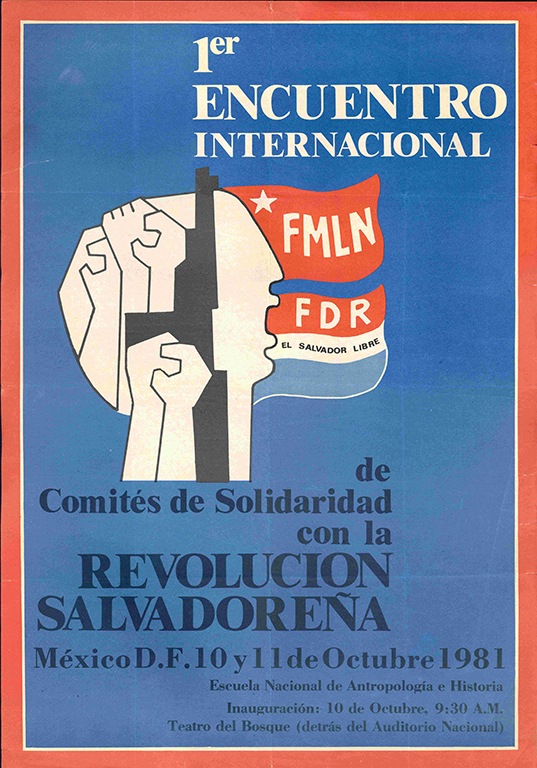 1er
ENCUENTRO
INTERNACIONAL
FMLN
FDR
EL SALVADOR LIBRE
de
Comités de Solidaridad
con la
REVOLUCION
SALVADOREÑA
México D.F. 10 y 11 de Octubre 1981
Escuela Nacional de Antropología e Historia
Inauguración: 10 de Octubre, 9:30 A.M.
Teatro del Bosque (detrás del Auditorio Nacional)